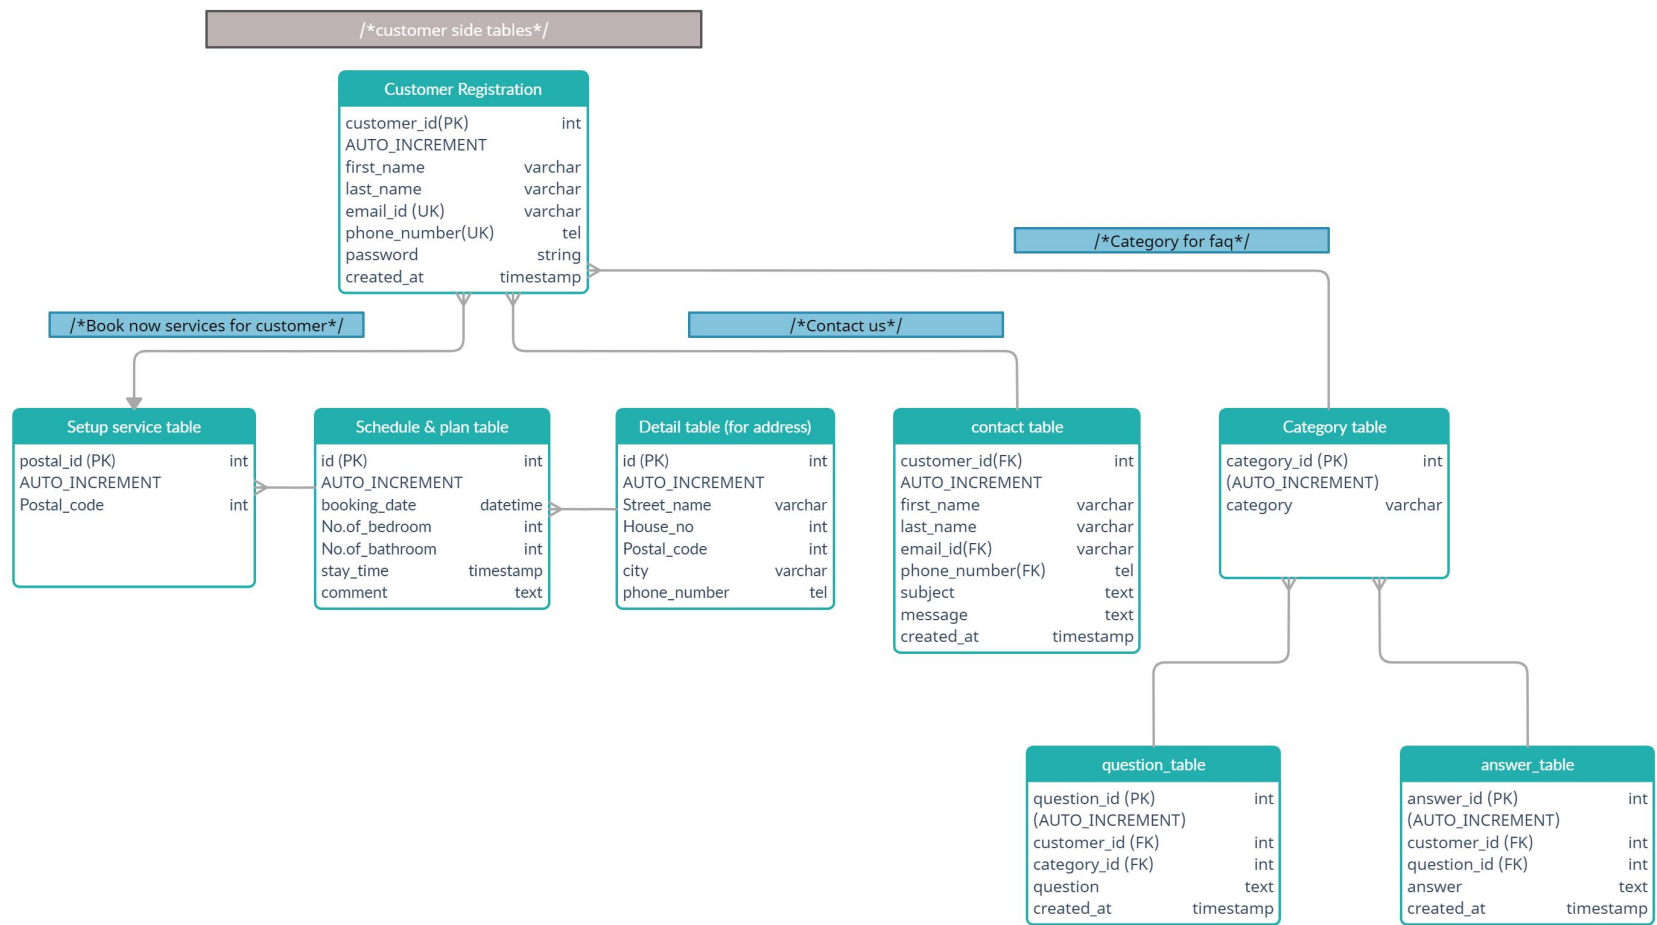 /*customer side tables*/
Customer Registration
customer_id(PK) int
AUTO_INCREMENT
first_name varchar
last_name varchar
email_id (UK) varchar
phone_number(UK) tel
password string
created_at timestamp
/*Category for faq*/
/*Book now services for customer*/
/*Contact us*/
Setup service table
postal_id (PK) int
AUTO_INCREMENT
Postal_code int
Schedule & plan table
id (PK) int
AUTO_INCREMENT
booking_date datetime
No.of_bedroom int
No.of_bathroom int
stay_time timestamp
comment text
Detail table (for address)
id (PK) int
AUTO_INCREMENT
Street_name varchar
House_no int
Postal_code int
city varchar
phone_number tel
contact table
customer_id(FK) int
AUTO_INCREMENT
first_name varchar
last_name varchar
email_id(FK) varchar
phone_number(FK) tel
subject text
message text
created_at timestamp
Category table
category_id (PK) int
(AUTO_INCREMENT)
category varchar
question_table
question_id (PK) int
(AUTO_INCREMENT)
customer_id (FK) int
category_id (FK) int
question text
created_at timestamp
answer_table
answer_id (PK) int
(AUTO_INCREMENT)
customer_id (FK) int
question_id (FK) int
answer text
created_at timestamp